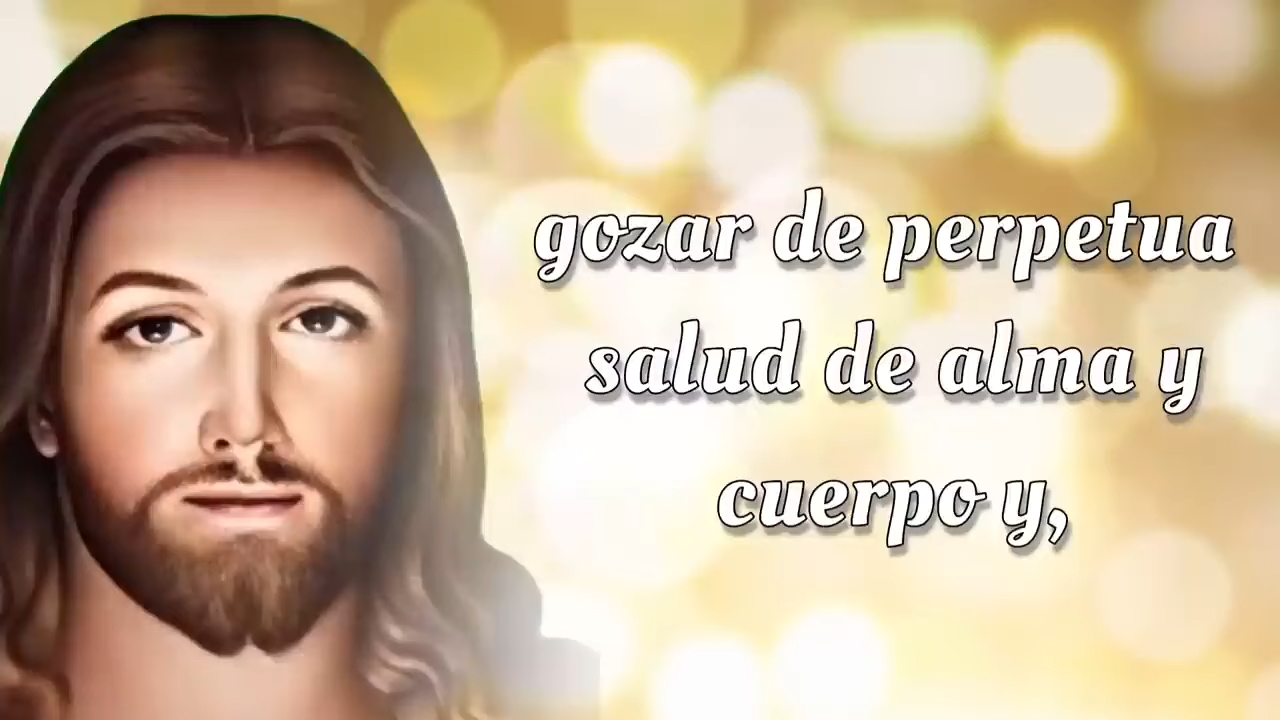 gozar de perpetua
salud de alma y
cuerpo y,